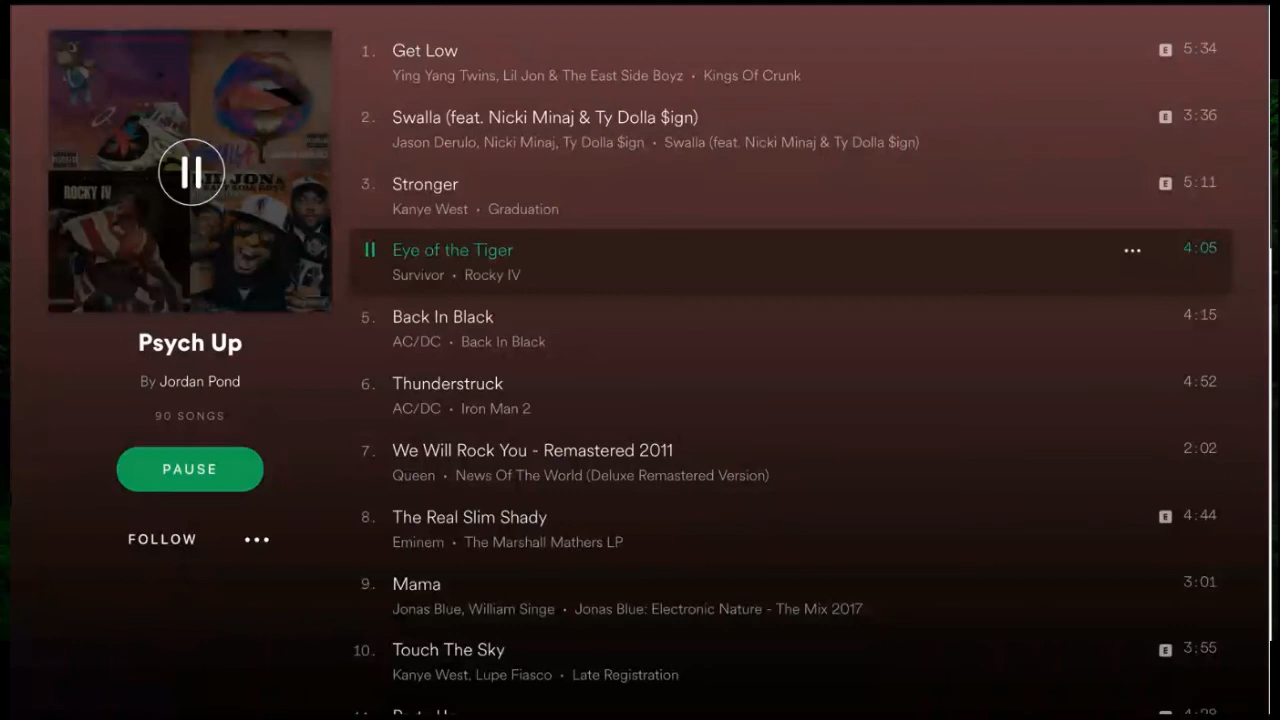 ROCKY IV
LIL JON &
Psych Up
By Jordan Pond
90 SONGS
PAUSE
FOLLOW
1. Get Low E 5:34
Ying Yang Twins, Lil Jon & The East Side Boyz • Kings Of Crunk
2. Swalla (feat. Nicki Minaj & Ty Dolla $ign) E 3:36
Jason Derulo, Nicki Minaj, Ty Dolla $ign • Swalla (feat. Nicki Minaj & Ty Dolla $ign)
3. Stronger E 5:11
Kanye West • Graduation
Eye of the Tiger ••• 4:05
Survivor • Rocky IV
5. Back In Black 4:15
AC/DC • Back In Black
6. Thunderstruck 4:52
AC/DC • Iron Man 2
7. We Will Rock You - Remastered 2011 2:02
Queen • News Of The World (Deluxe Remastered Version)
8. The Real Slim Shady E 4:44
Eminem • The Marshall Mathers LP
9. Mama 3:01
Jonas Blue, William Singe • Jonas Blue: Electronic Nature - The Mix 2017
10. Touch The Sky E 3:55
Kanye West, Lupe Fiasco • Late Registration